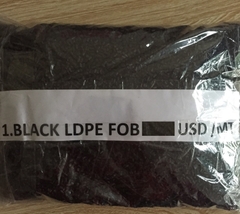 1.BLACK LDPE FOB USD /MT